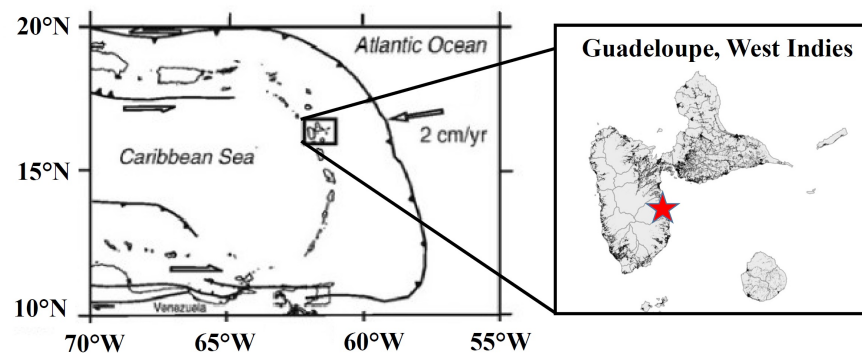 20°N
Atlantic Ocean
2 cm/yr
Caribbean Sea
15°N
10°N
Venezuela
70°W
65°W
60°W
55°W
Guadeloupe, West Indies